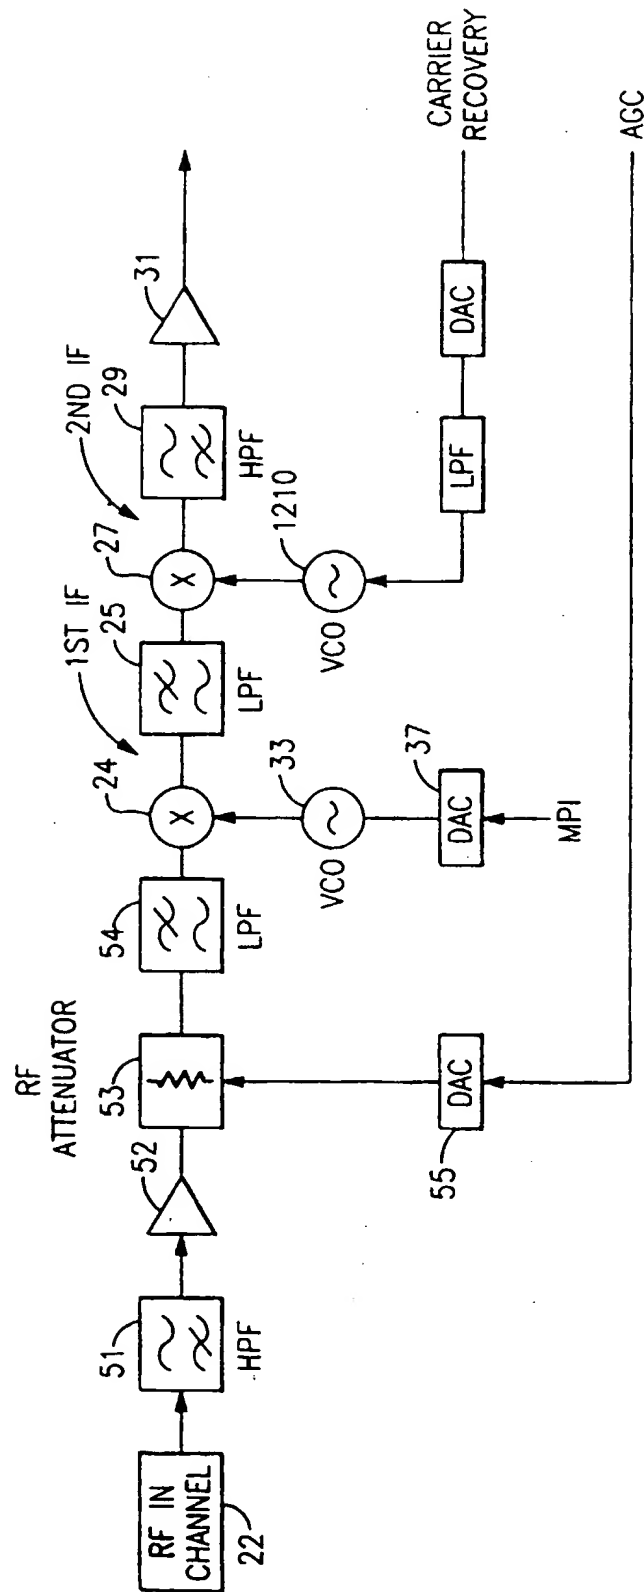 RF IN
CHANNEL
22
51
HPF
52
RF
ATTENUATOR
53
54
LPF
24
1ST IF
25
LPF
27
2ND IF
29
HPF
31
33
VCO
1210
VCO
DAC
37
MPI
LPF
DAC
CARRIER
RECOVERY
DAC
55
AGC
X
X